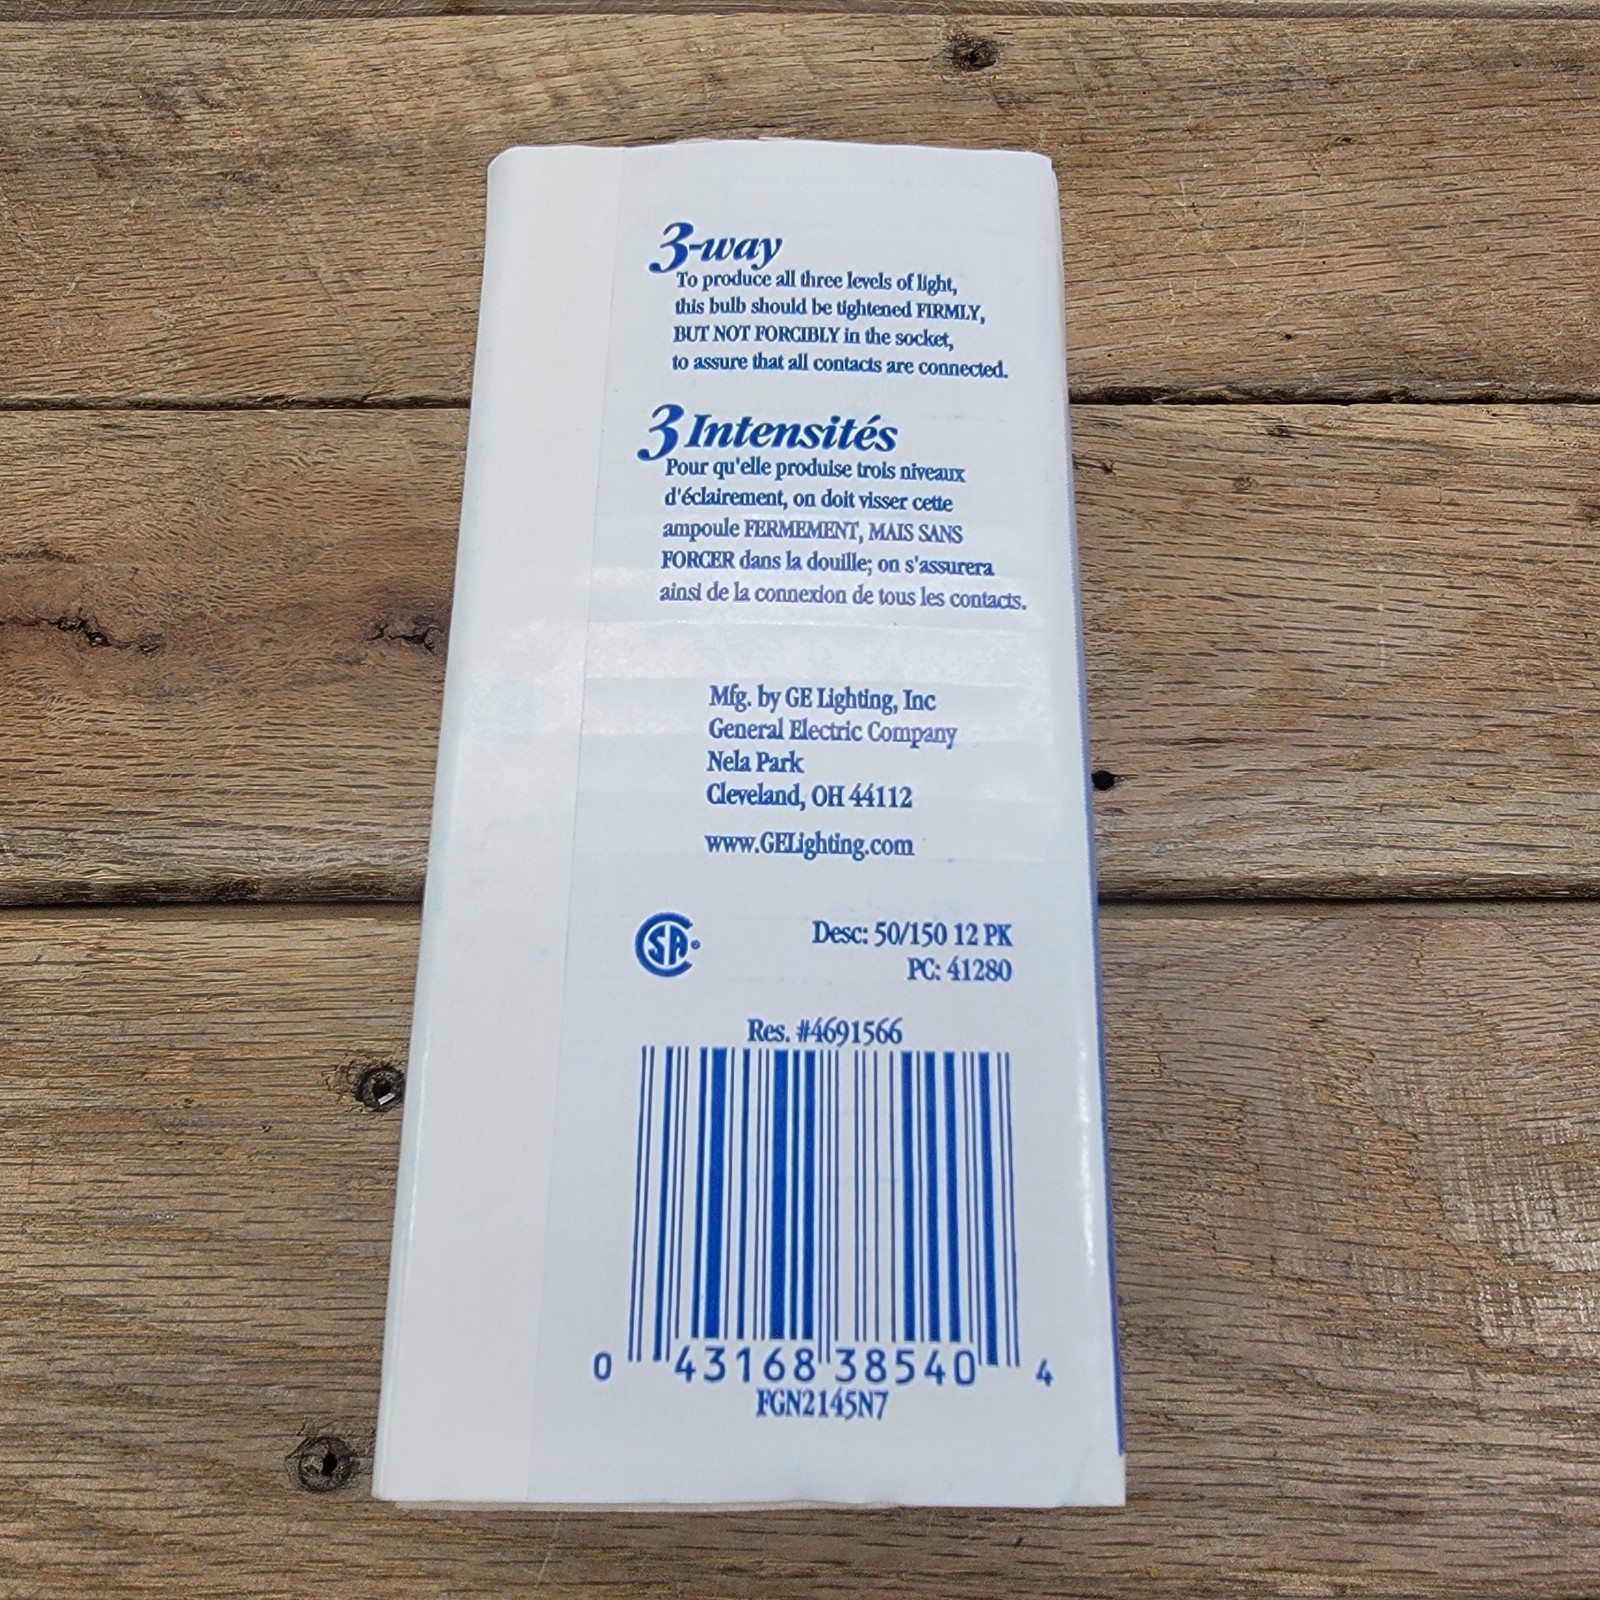 3-way
To produce all three levels of light,
this bulb should be tightened FIRMLY,
BUT NOT FORCIBLY in the socket,
to assure that all contacts are connected.
3 Intensités
Pour qu'elle produise trois niveaux
d'éclairement, on doit visser cette
ampoule FERMEMENT, MAIS SANS
FORCER dans la douille; on s'assurera
ainsi de la connexion de tous les contacts.
Mfg. by GE Lighting, Inc
General Electric Company
Nela Park
Cleveland, OH 44112
www.GELighting.com
SA®
Desc: 50/150 12 PK
PC: 41280
Res. #4691566
0 43168 38540 4
FGN2145N7